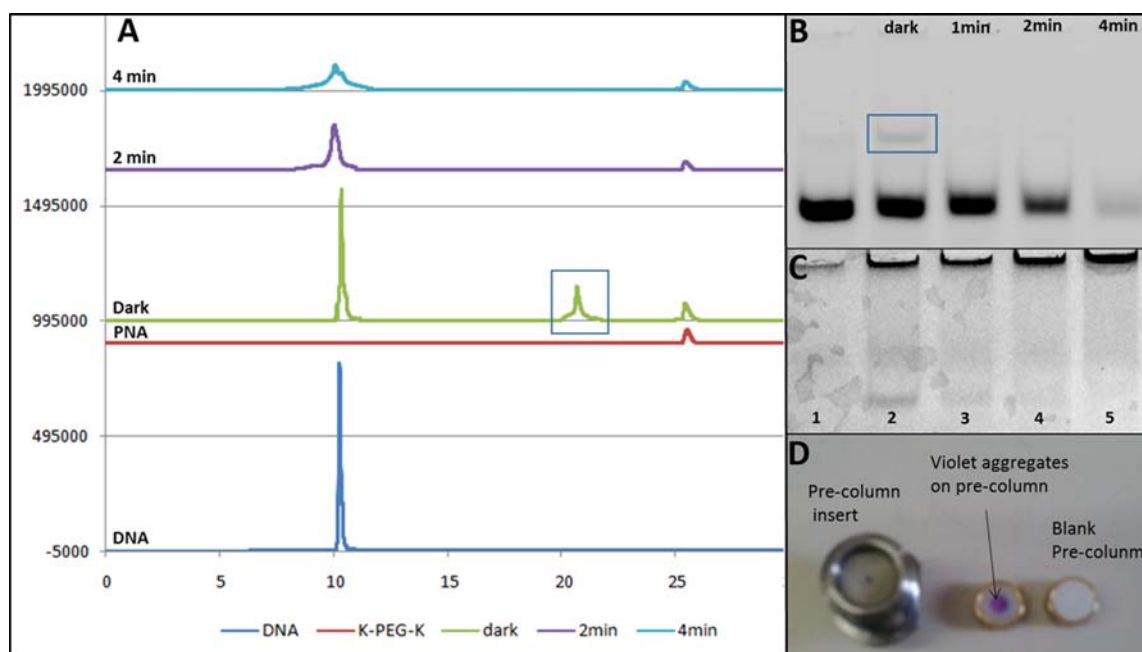 A
4 min
1995000
2 min
1495000
Dark
995000
PNA
495000
DNA
-5000
0 5 10 15 20 25
DNA K-PEG-K dark 2min 4min
B
dark 1min 2min 4min
C
1 2 3 4 5
D
Violet aggregates
on pre-column
Pre-column
insert
Blank
Pre-colunm